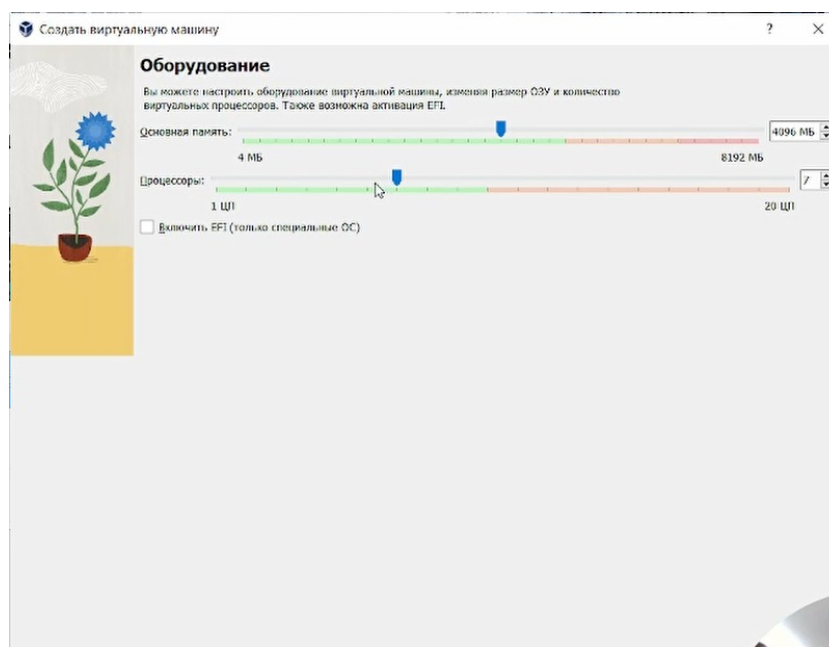 Создать виртуальную машину
?
Оборудование
Вы можете настроить оборудование виртуальной машины, изменяя размер ОЗУ и количество
виртуальных процессоров. Также возможна активация EFI.
Основная память:
4096 МБ
4 МБ
8192 МБ
Процессоры:
7
1 ЦП
20 ЦП
Включить EFI (только специальные ОС)